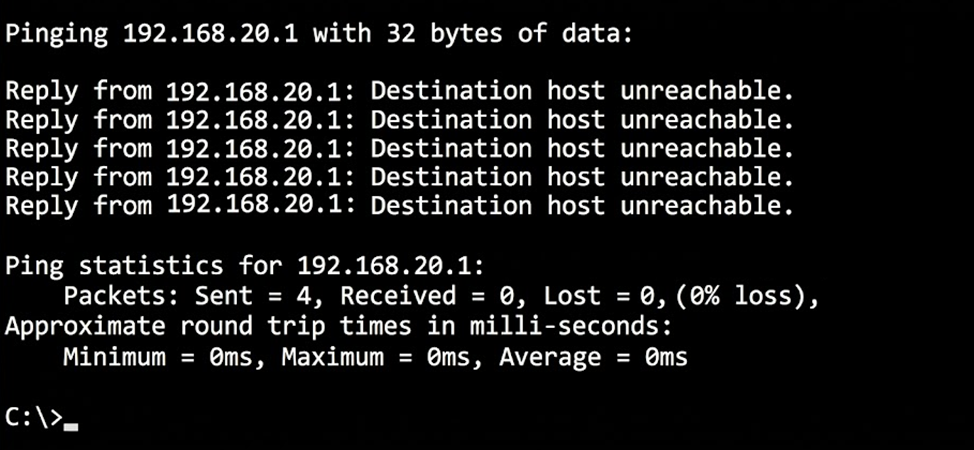 Pinging 192.168.20.1 with 32 bytes of data:
Reply from 192.168.20.1: Destination host unreachable.
Reply from 192.168.20.1: Destination host unreachable.
Reply from 192.168.20.1: Destination host unreachable.
Reply from 192.168.20.1: Destination host unreachable.
Reply from 192.168.20.1: Destination host unreachable.
Ping statistics for 192.168.20.1:
Packets: Sent = 4, Received = 0, Lost = 0, (0% loss),
Approximate round trip times in milli-seconds:
Minimum = 0ms, Maximum = 0ms, Average = 0ms
C:\>_